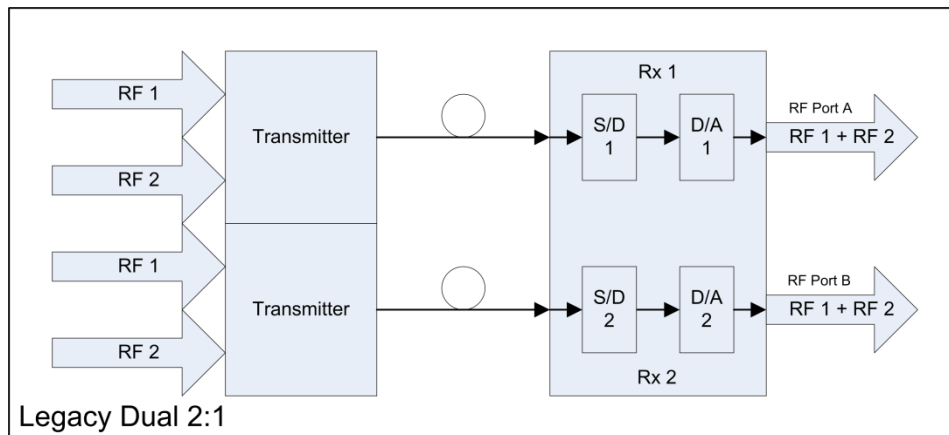 RF 1
RF 2
RF 1
RF 2
Transmitter
Transmitter
Rx 1
S/D
1
D/A
1
RF Port A
RF 1 + RF 2
S/D
2
D/A
2
RF Port B
RF 1 + RF 2
Rx 2
Legacy Dual 2:1